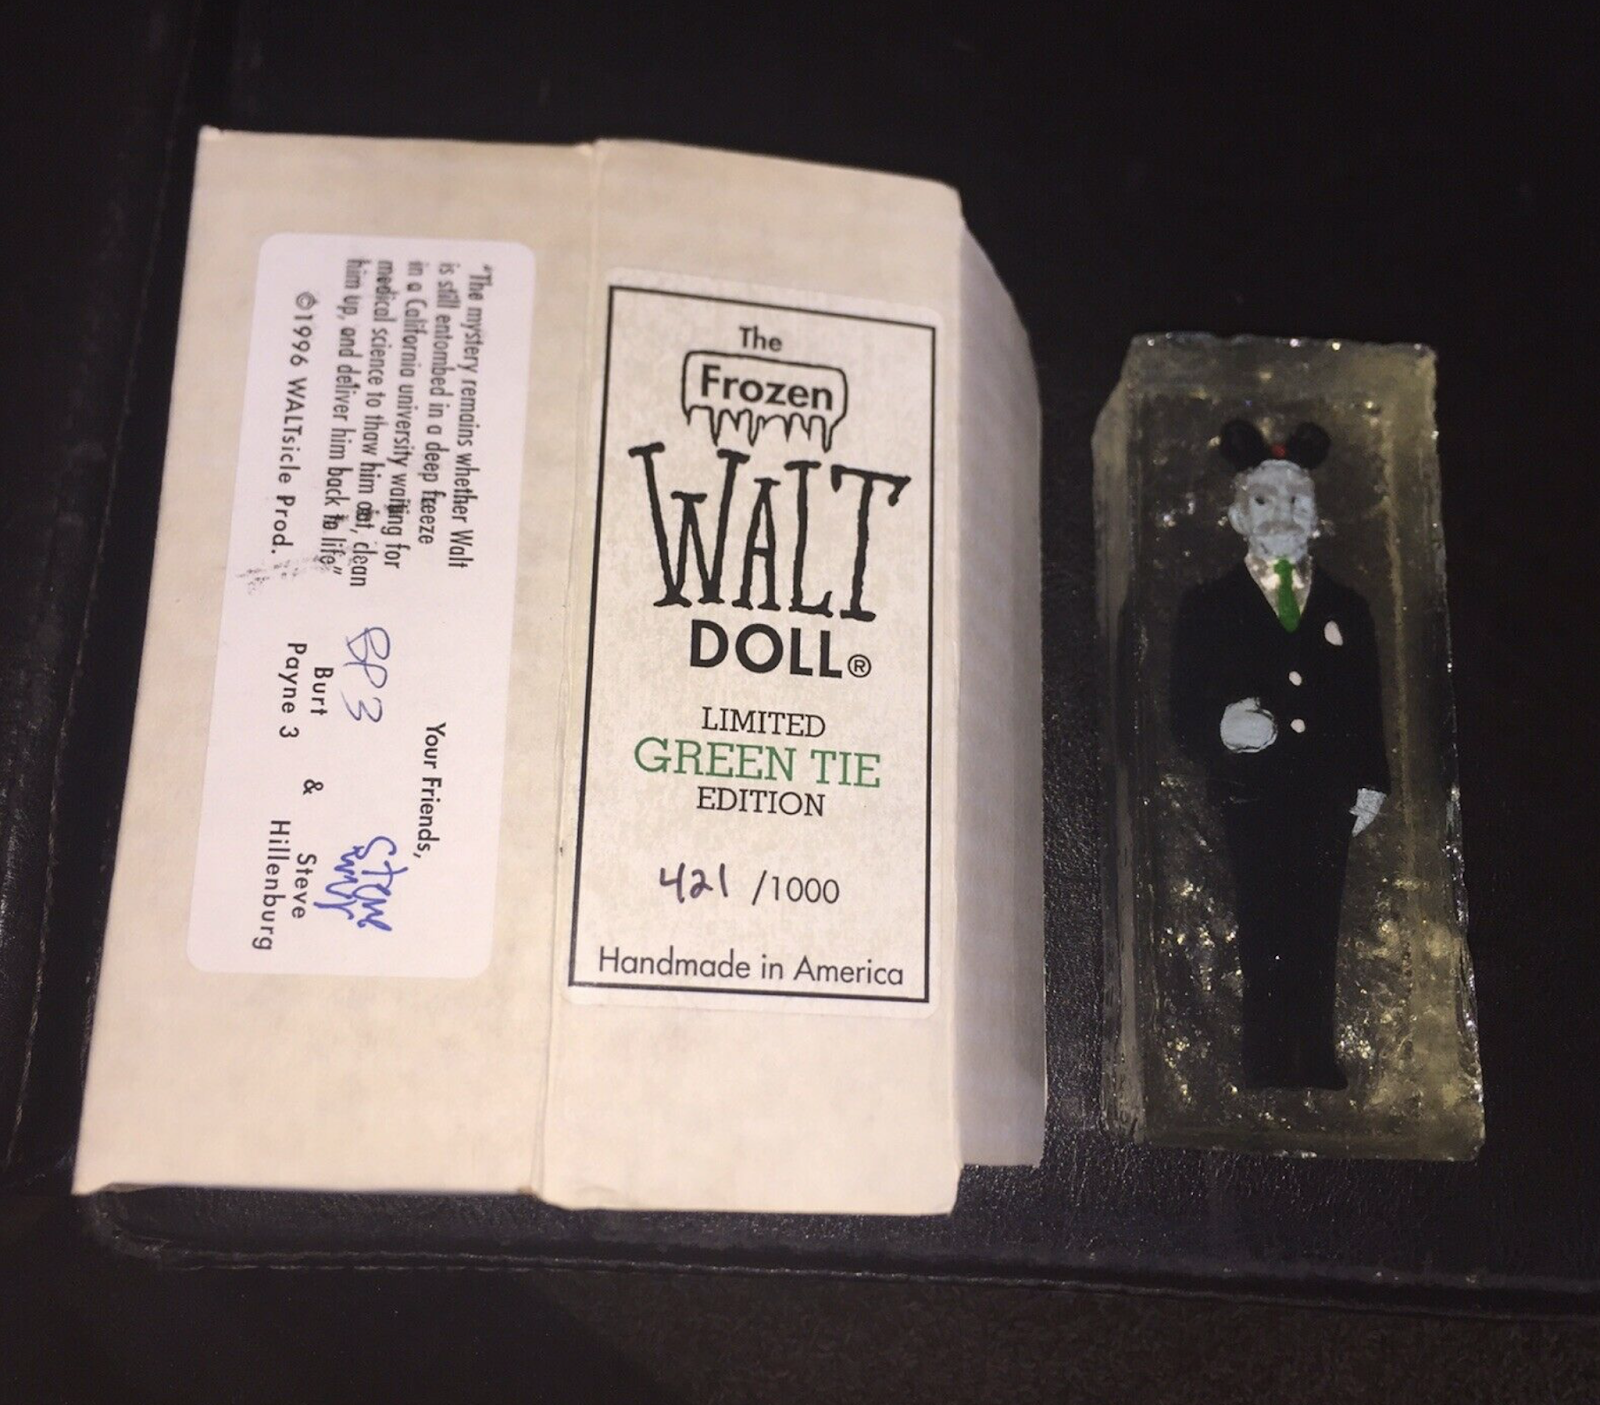 The
Frozen
WALT
DOLL®
LIMITED
GREEN TIE
EDITION
421 /1000
Handmade in America
"The mystery remains whether Walt
is still entombed in a deep freeze
in a California university waiting for
medical science to thaw him out, clean
him up, and deliver him back to life"
©1996 WALTsicle Prod.
Your Friends,
BP3 Steve
Burt & Steve
Payne 3 Hillenburg